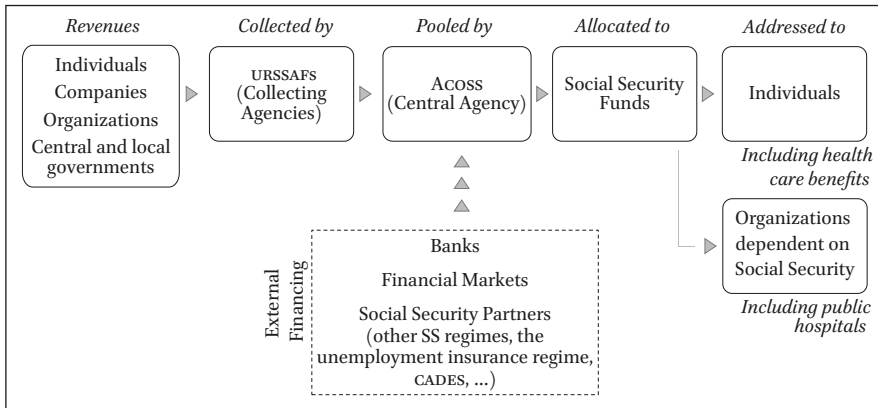 Revenues
Individuals
Companies
Organizations
Central and local
governments
Collected by
URSSAFs
(Collecting
Agencies)
Pooled by
ACOSS
(Central Agency)
Allocated to
Social Security
Funds
Addressed to
Individuals
Including health
care benefits
Organizations
dependent on
Social Security
Including public
hospitals
External
Financing
Banks
Financial Markets
Social Security Partners
(other SS regimes, the
unemployment insurance regime,
CADES, ...)